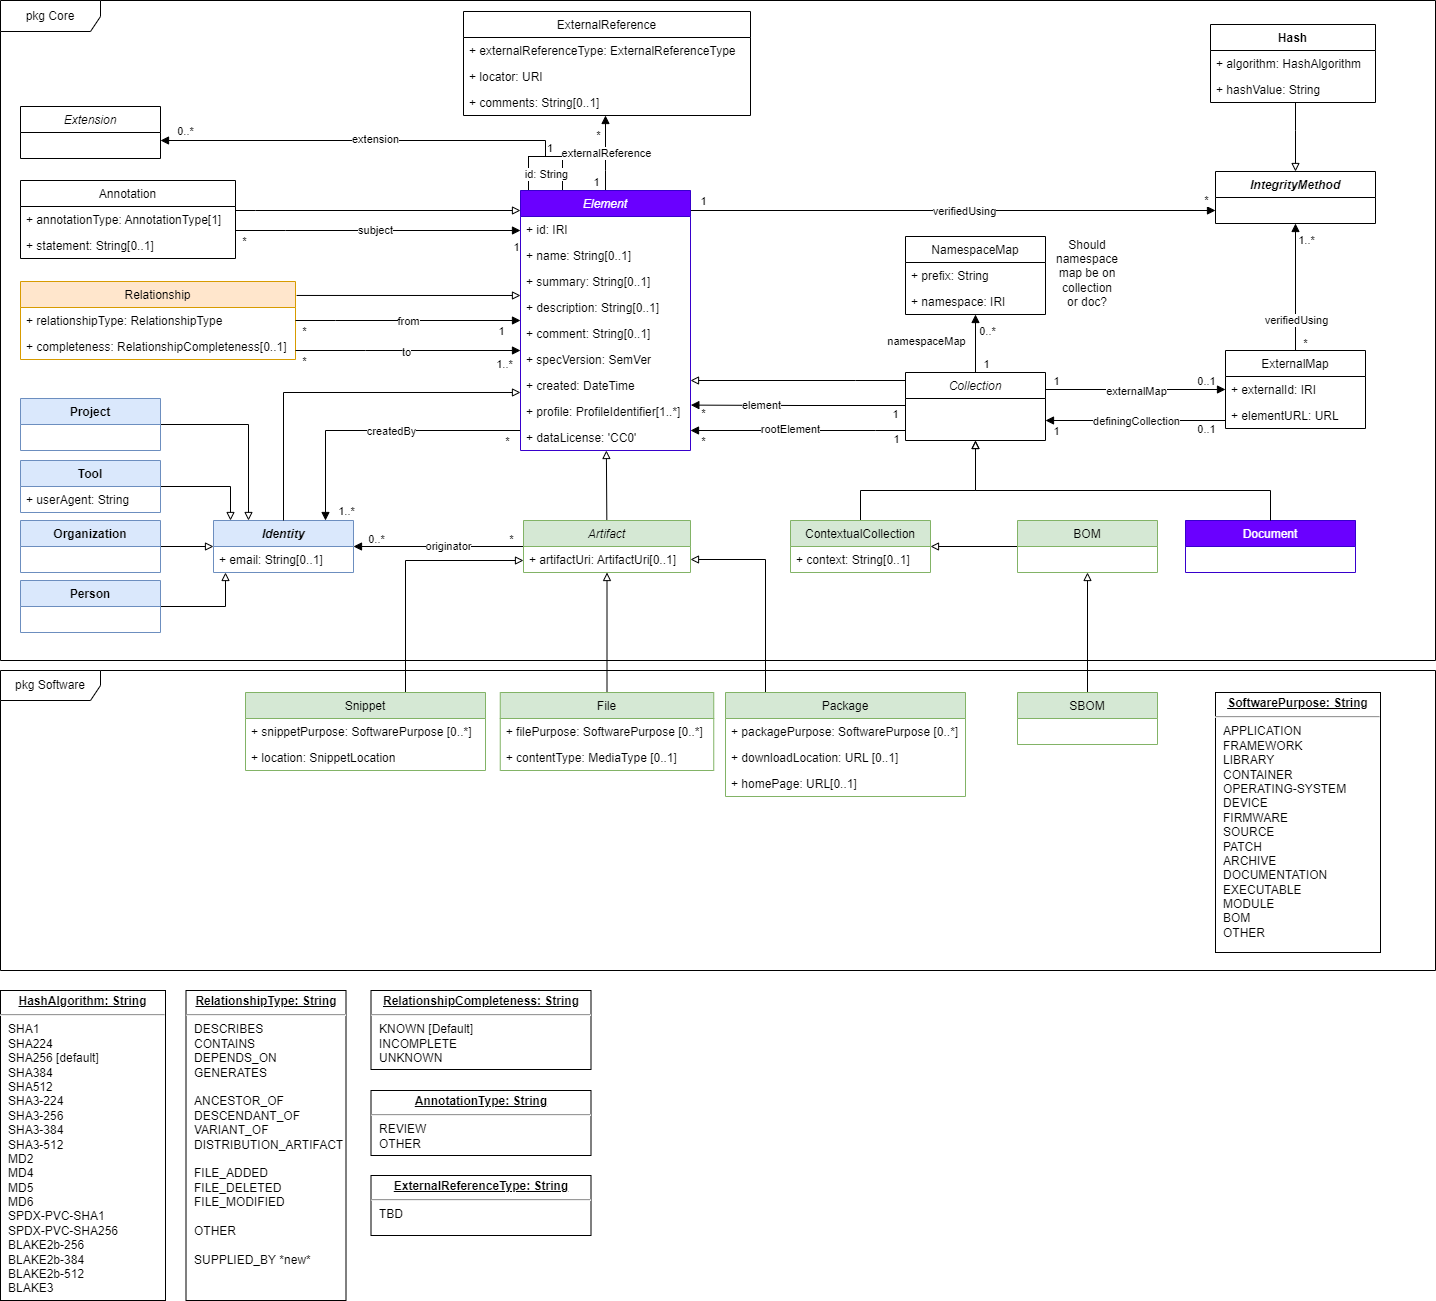 pkg Core
ExternalReference
+ externalReferenceType: ExternalReferenceType
+ locator: URI
+ comments: String[0..1]
Hash
+ algorithm: HashAlgorithm
+ hashValue: String
Extension
0..*
extension
1
*
externalReference
id: String
1
IntegrityMethod
Annotation
+ annotationType: AnnotationType[1]
+ statement: String[0..1]
subject
*
1
Element
+ id: IRI
+ name: String[0..1]
+ summary: String[0..1]
+ description: String[0..1]
+ comment: String[0..1]
+ specVersion: SemVer
+ created: DateTime
+ profile: ProfileIdentifier[1..*]
+ dataLicense: 'CC0'
1
verifiedUsing
*
NamespaceMap
+ prefix: String
+ namespace: IRI
Should
namespace
map be on
collection
or doc?
1..*
verifiedUsing
*
Relationship
+ relationshipType: RelationshipType
+ completeness: RelationshipCompleteness[0..1]
from
*
1
to
*
1..*
0..*
namespaceMap
1
Collection
1
externalMap
0..1
ExternalMap
+ externalId: IRI
+ elementURL: URL
element
*
1
definingCollection
1
0..1
rootElement
*
1
Project
createdBy
*
1..*
Tool
+ userAgent: String
Organization
Person
Identity
+ email: String[0..1]
0..*
originator
*
Artifact
+ artifactUri: ArtifactUri[0..1]
ContextualCollection
+ context: String[0..1]
BOM
Document
pkg Software
Snippet
+ snippetPurpose: SoftwarePurpose [0..*]
+ location: SnippetLocation
File
+ filePurpose: SoftwarePurpose [0..*]
+ contentType: MediaType [0..1]
Package
+ packagePurpose: SoftwarePurpose [0..*]
+ downloadLocation: URL [0..1]
+ homePage: URL[0..1]
SBOM
SoftwarePurpose: String
APPLICATION
FRAMEWORK
LIBRARY
CONTAINER
OPERATING-SYSTEM
DEVICE
FIRMWARE
SOURCE
PATCH
ARCHIVE
DOCUMENTATION
EXECUTABLE
MODULE
BOM
OTHER
HashAlgorithm: String
SHA1
SHA224
SHA256 [default]
SHA384
SHA512
SHA3-224
SHA3-256
SHA3-384
SHA3-512
MD2
MD4
MD5
MD6
SPDX-PVC-SHA1
SPDX-PVC-SHA256
BLAKE2b-256
BLAKE2b-384
BLAKE2b-512
BLAKE3
RelationshipType: String
DESCRIBES
CONTAINS
DEPENDS_ON
GENERATES
ANCESTOR_OF
DESCENDANT_OF
VARIANT_OF
DISTRIBUTION_ARTIFACT
FILE_ADDED
FILE_DELETED
FILE_MODIFIED
OTHER
SUPPLIED_BY *new*
RelationshipCompleteness: String
KNOWN [Default]
INCOMPLETE
UNKNOWN
AnnotationType: String
REVIEW
OTHER
ExternalReferenceType: String
TBD